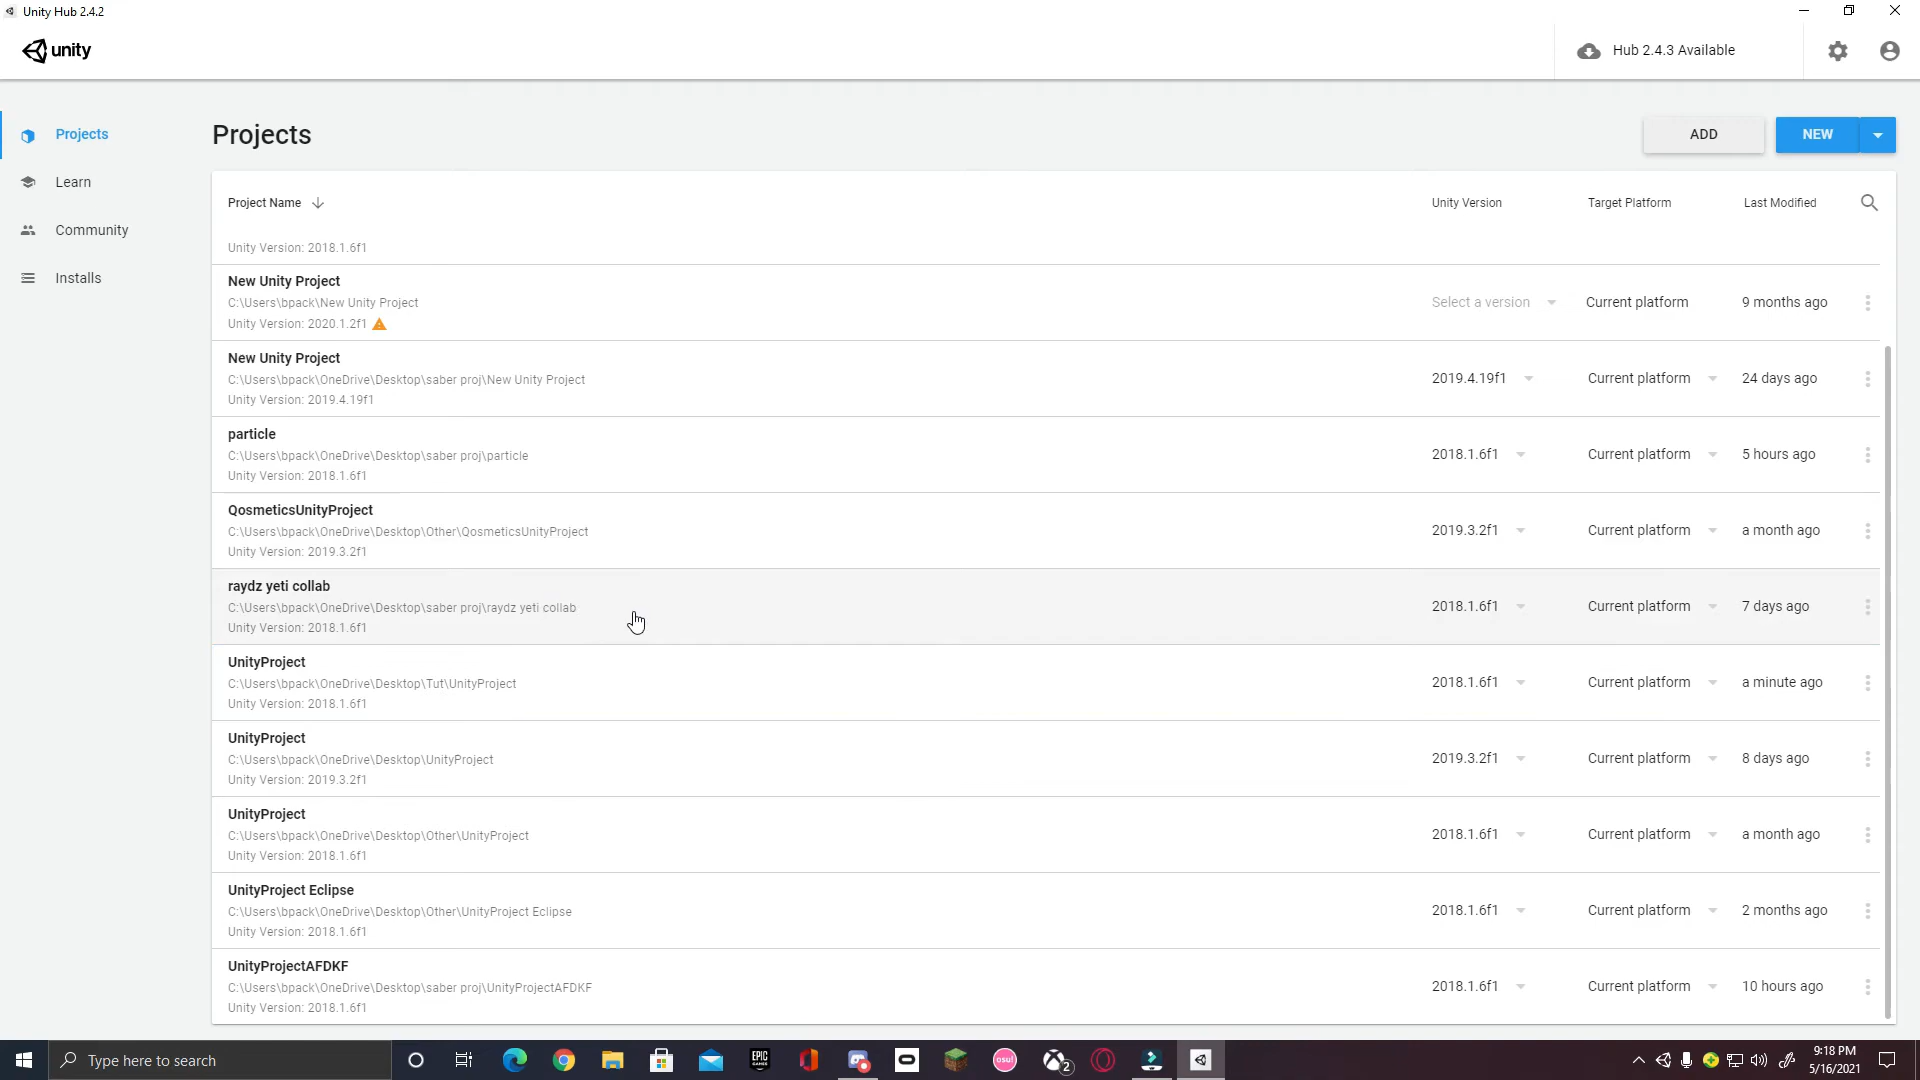 Unity Hub 2.4.2
unity
Hub 2.4.3 Available
Projects
Learn
Community
Installs
Projects
ADD
NEW
Project Name
Unity Version
Target Platform
Last Modified
Unity Version: 2018.1.6f1
New Unity Project
C:\Users\bpack\New Unity Project
Unity Version: 2020.1.2f1
Select a version
Current platform
9 months ago
New Unity Project
C:\Users\bpack\OneDrive\Desktop\saber proj\New Unity Project
Unity Version: 2019.4.19f1
2019.4.19f1
Current platform
24 days ago
particle
C:\Users\bpack\OneDrive\Desktop\saber proj\particle
Unity Version: 2018.1.6f1
2018.1.6f1
Current platform
5 hours ago
QosmeticsUnityProject
C:\Users\bpack\OneDrive\Desktop\Other\QosmeticsUnityProject
Unity Version: 2019.3.2f1
2019.3.2f1
Current platform
a month ago
raydz yeti collab
C:\Users\bpack\OneDrive\Desktop\saber proj\raydz yeti collab
Unity Version: 2018.1.6f1
2018.1.6f1
Current platform
7 days ago
UnityProject
C:\Users\bpack\OneDrive\Desktop\Tut\UnityProject
Unity Version: 2018.1.6f1
2018.1.6f1
Current platform
a minute ago
UnityProject
C:\Users\bpack\OneDrive\Desktop\UnityProject
Unity Version: 2019.3.2f1
2019.3.2f1
Current platform
8 days ago
UnityProject
C:\Users\bpack\OneDrive\Desktop\Other\UnityProject
Unity Version: 2018.1.6f1
2018.1.6f1
Current platform
a month ago
UnityProject Eclipse
C:\Users\bpack\OneDrive\Desktop\Other\UnityProject Eclipse
Unity Version: 2018.1.6f1
2018.1.6f1
Current platform
2 months ago
UnityProjectAFDKF
C:\Users\bpack\OneDrive\Desktop\saber proj\UnityProjectAFDKF
Unity Version: 2018.1.6f1
2018.1.6f1
Current platform
10 hours ago
Type here to search
EPIC
GAMES
osu!
2
9:18 PM
5/16/2021